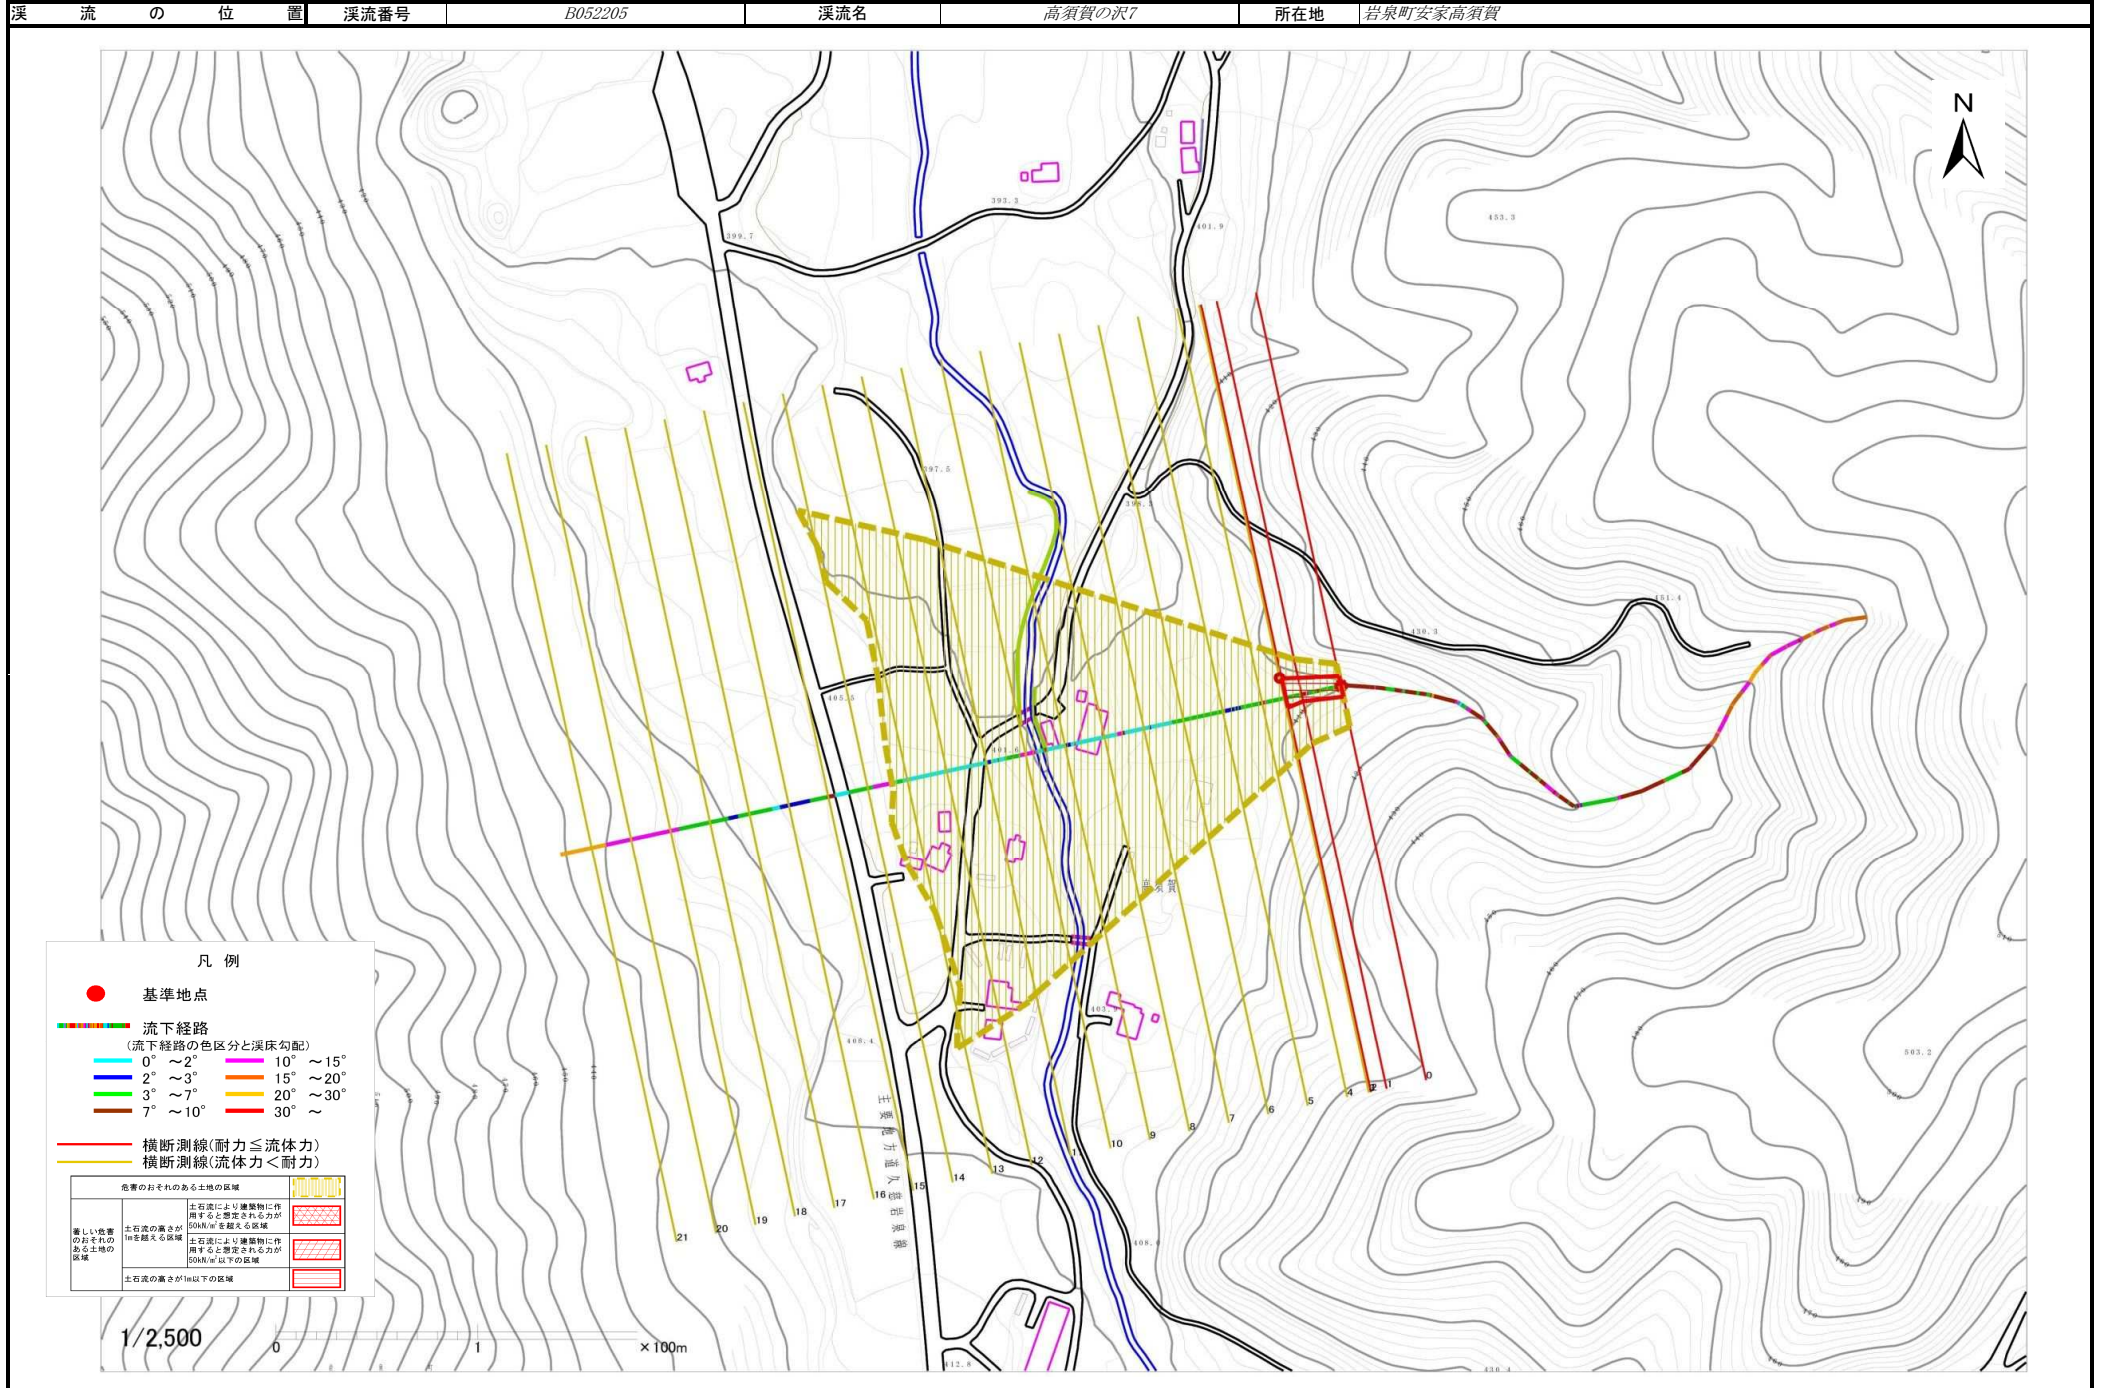 溪流の位置 渓流番号 B052205 渓流名 高須賀の沢7 所在地 岩泉町安家高須賀
N
453.3
393.3
401.9
399.7
397.5
398.3
451.4
430.3
405.5
401.6
高須賀
403.9
408.4
408.0
503.2
412.8
430.4
主要地方道久慈岩泉線
0
1
2
4
5
6
7
8
9
10
11
12
13
14
15
16
17
18
19
20
21
凡例
基準地点
流下経路
(流下経路の色区分と渓床勾配)
0° ～2° 10° ～15°
2° ～3° 15° ～20°
3° ～7° 20° ～30°
7° ～10° 30° ～
横断測線(耐力≦流体力)
横断測線(流体力＜耐力)
危害のおそれのある土地の区域
著しい危害
のおそれの
ある土地の
区域
土石流の高さが
1mを越える区域
土石流により建築物に作
用すると想定される力が
50kN/㎡を越える区域
土石流により建築物に作
用すると想定される力が
50kN/㎡以下の区域
土石流の高さが1m以下の区域
1/2,500
0 1 ×100m